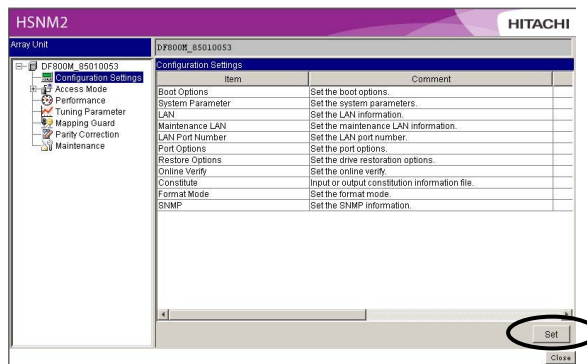 HSNM2
HITACHI
Array Unit
DF800M_85010053
DF800M_85010053
Configuration Settings
Access Mode
Performance
Tuning Parameter
Mapping Guard
Parity Correction
Maintenance
Configuration Settings
Item Comment
Boot Options Set the boot options.
System Parameter Set the system parameters.
LAN Set the LAN information.
Maintenance LAN Set the maintenance LAN information.
LAN Port Number Set the LAN port number.
Port Options Set the port options.
Restore Options Set the drive restoration options.
Online Verify Set the online verify.
Constitute Input or output constitution information file.
Format Mode Set the format mode.
SNMP Set the SNMP information.
Set
Close